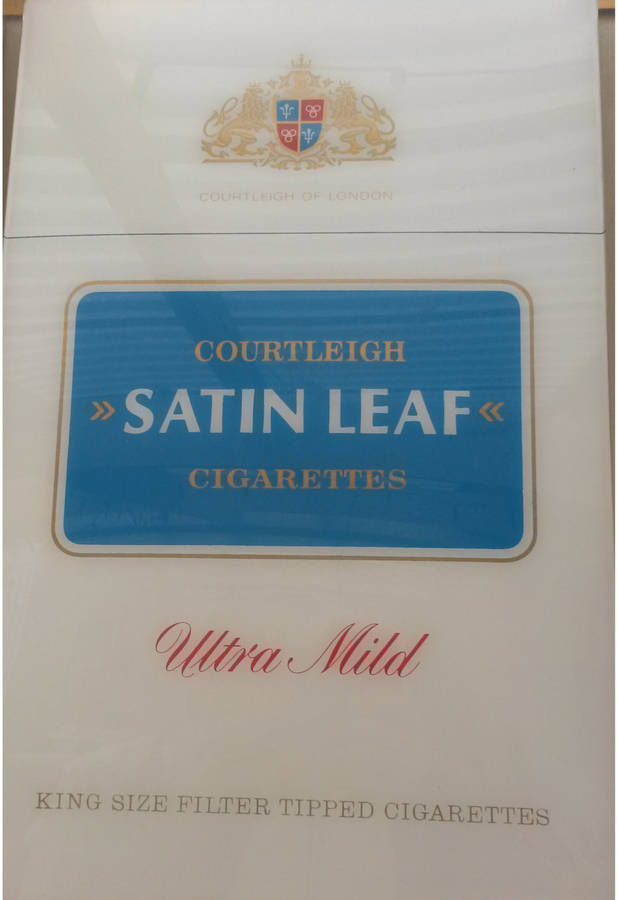 COURTLEIGH OF LONDON
COURTLEIGH
»SATIN LEAF«
CIGARETTES
Ultra Mild
KING SIZE FILTER TIPPED CIGARETTES